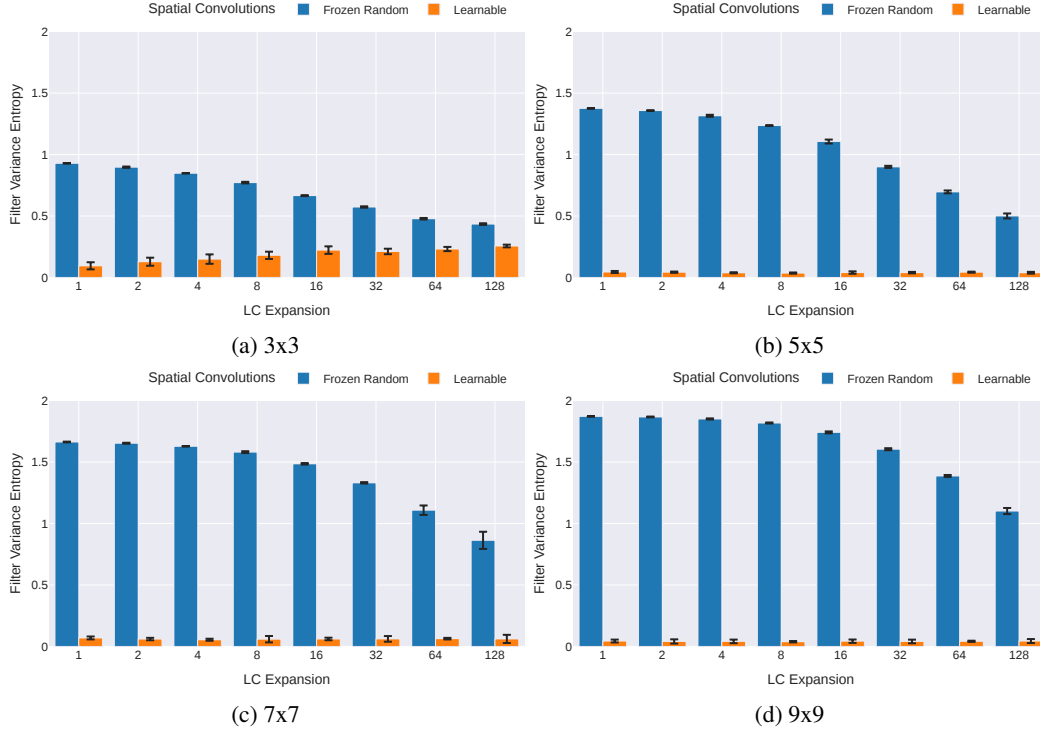 Spatial Convolutions Frozen Random Learnable
Filter Variance Entropy
2
1.5
1
0.5
0
1 2 4 8 16 32 64 128
LC Expansion
(a) 3x3
Spatial Convolutions Frozen Random Learnable
Filter Variance Entropy
2
1.5
1
0.5
0
1 2 4 8 16 32 64 128
LC Expansion
(b) 5x5
Spatial Convolutions Frozen Random Learnable
Filter Variance Entropy
2
1.5
1
0.5
0
1 2 4 8 16 32 64 128
LC Expansion
(c) 7x7
Spatial Convolutions Frozen Random Learnable
Filter Variance Entropy
2
1.5
1
0.5
0
1 2 4 8 16 32 64 128
LC Expansion
(d) 9x9